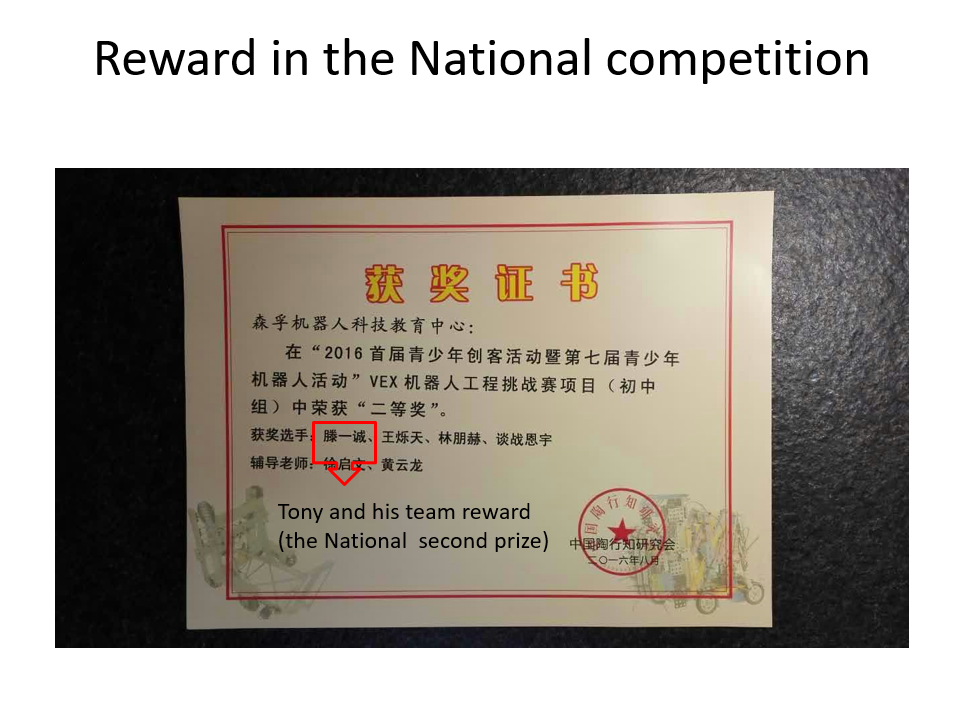 Reward in the National competition
获奖证书
森孚机器人科技教育中心：
在“2016首届青少年创客活动暨第七届青少年
机器人活动”VEX机器人工程挑战赛项目（初中
组）中荣获“二等奖”。
获奖选手：滕一诚、王烁天、林朋赫、谈战恩宇
辅导老师：徐启文、黄云龙
Tony and his team reward
(the National second prize)
中国陶行知研究会
二〇一六年八月